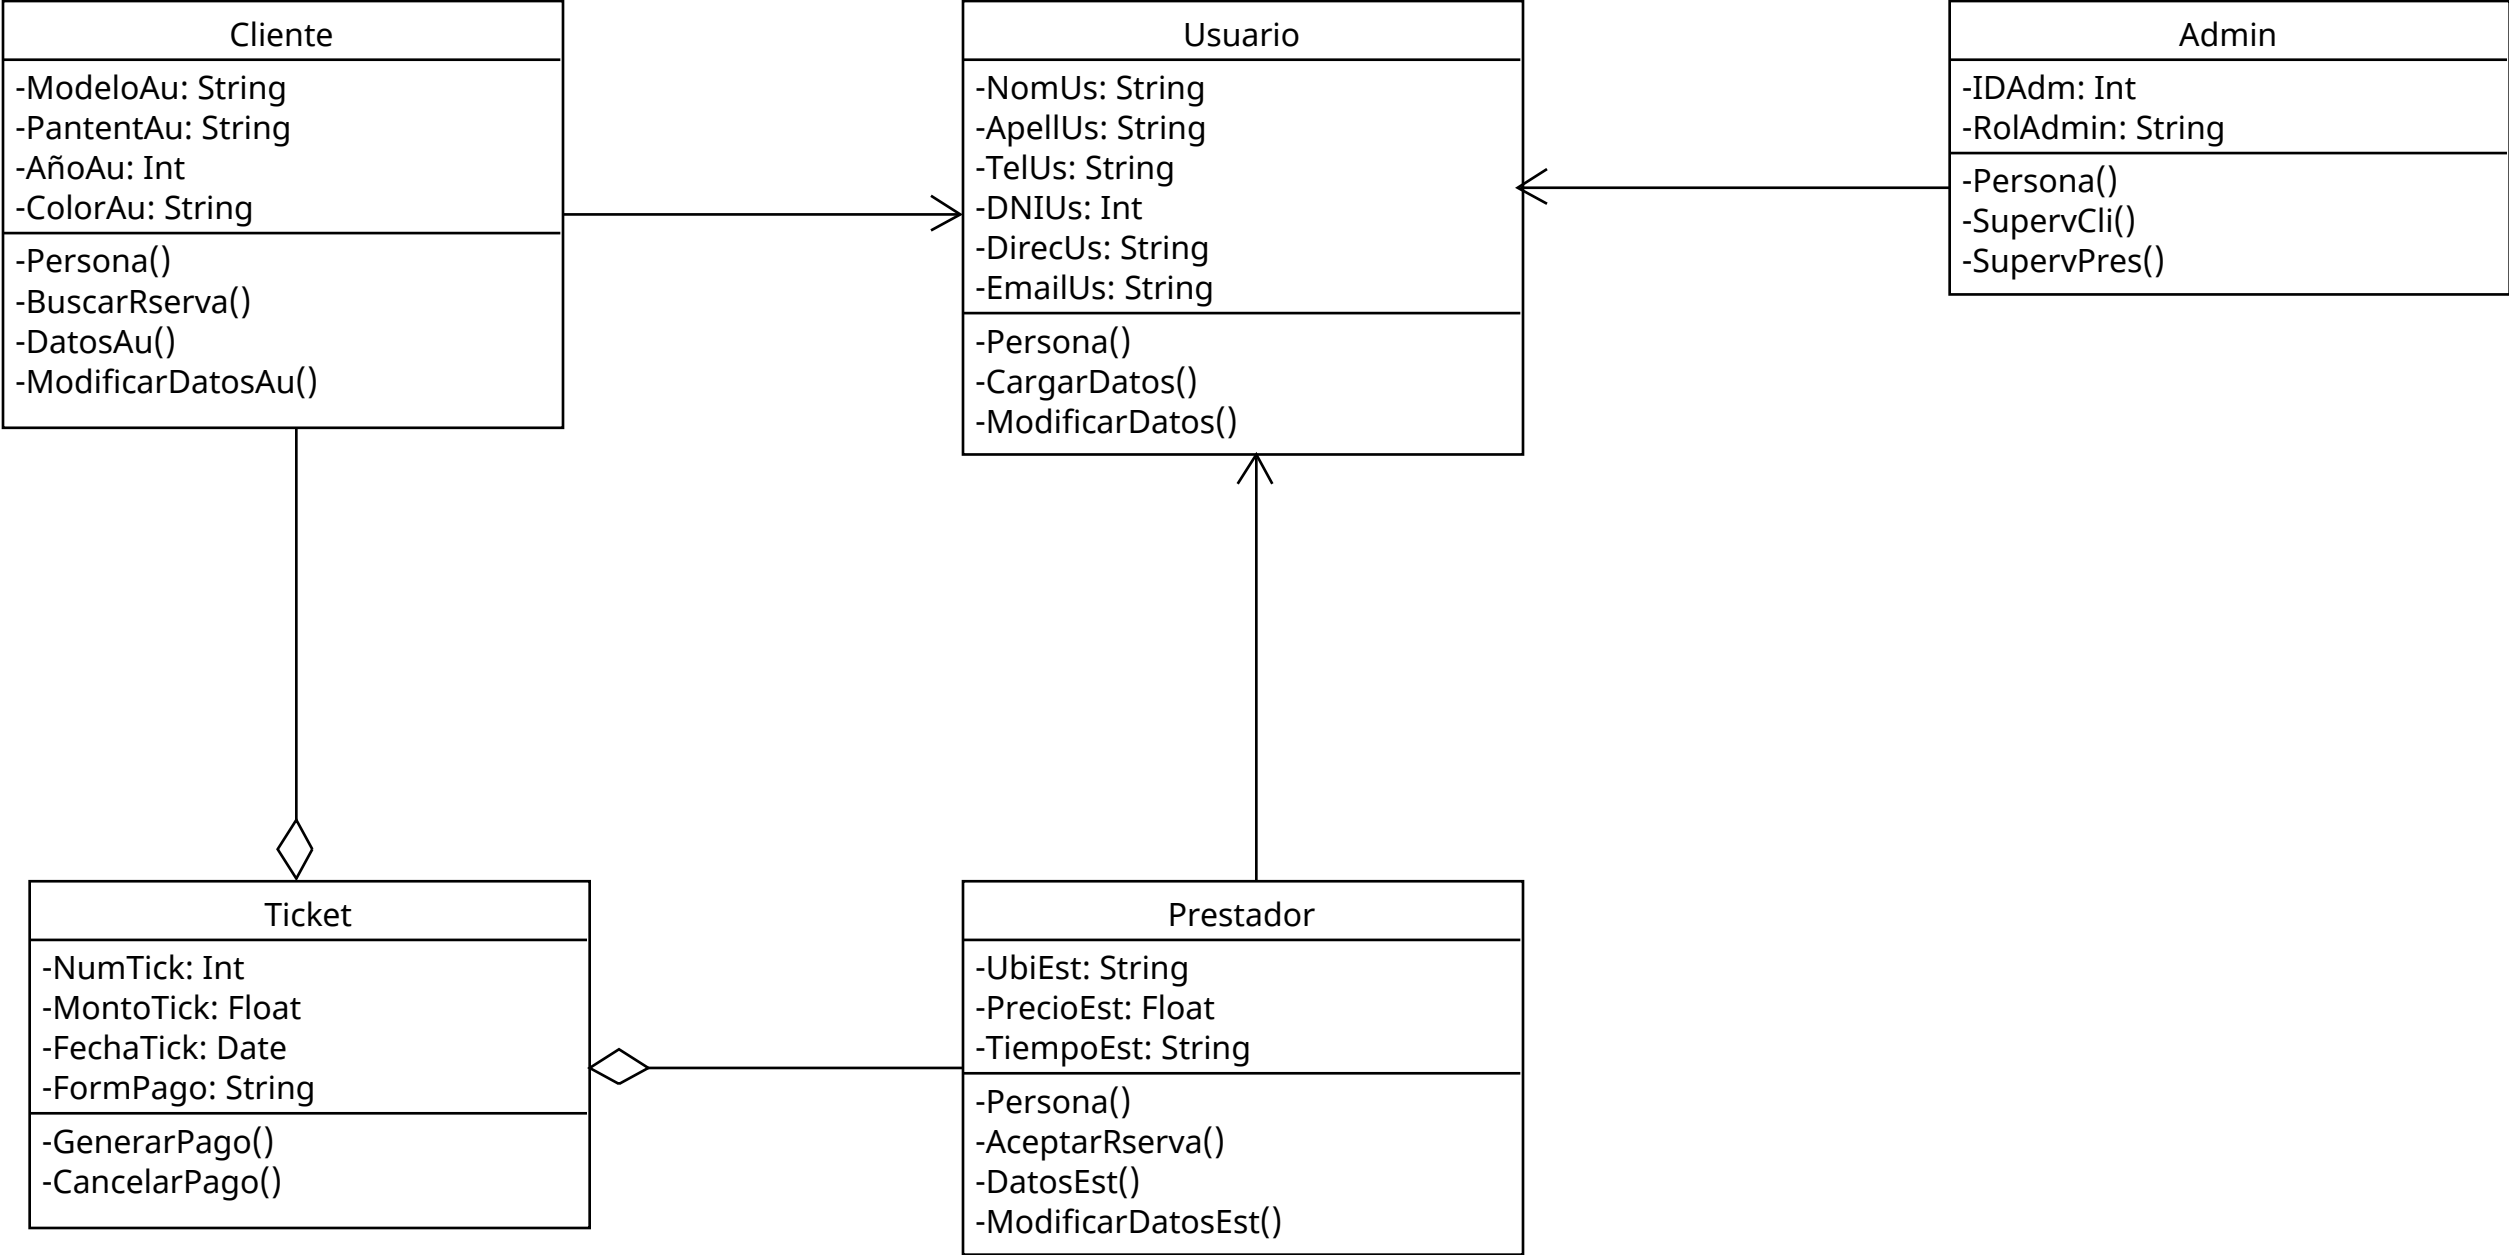 Cliente
-ModeloAu: String
-PantentAu: String
-AñoAu: Int
-ColorAu: String
-Persona()
-BuscarRserva()
-DatosAu()
-ModificarDatosAu()
Usuario
-NomUs: String
-ApellUs: String
-TelUs: String
-DNIUs: Int
-DirecUs: String
-EmailUs: String
-Persona()
-CargarDatos()
-ModificarDatos()
Admin
-IDAdm: Int
-RolAdmin: String
-Persona()
-SupervCli()
-SupervPres()
Ticket
-NumTick: Int
-MontoTick: Float
-FechaTick: Date
-FormPago: String
-GenerarPago()
-CancelarPago()
Prestador
-UbiEst: String
-PrecioEst: Float
-TiempoEst: String
-Persona()
-AceptarRserva()
-DatosEst()
-ModificarDatosEst()